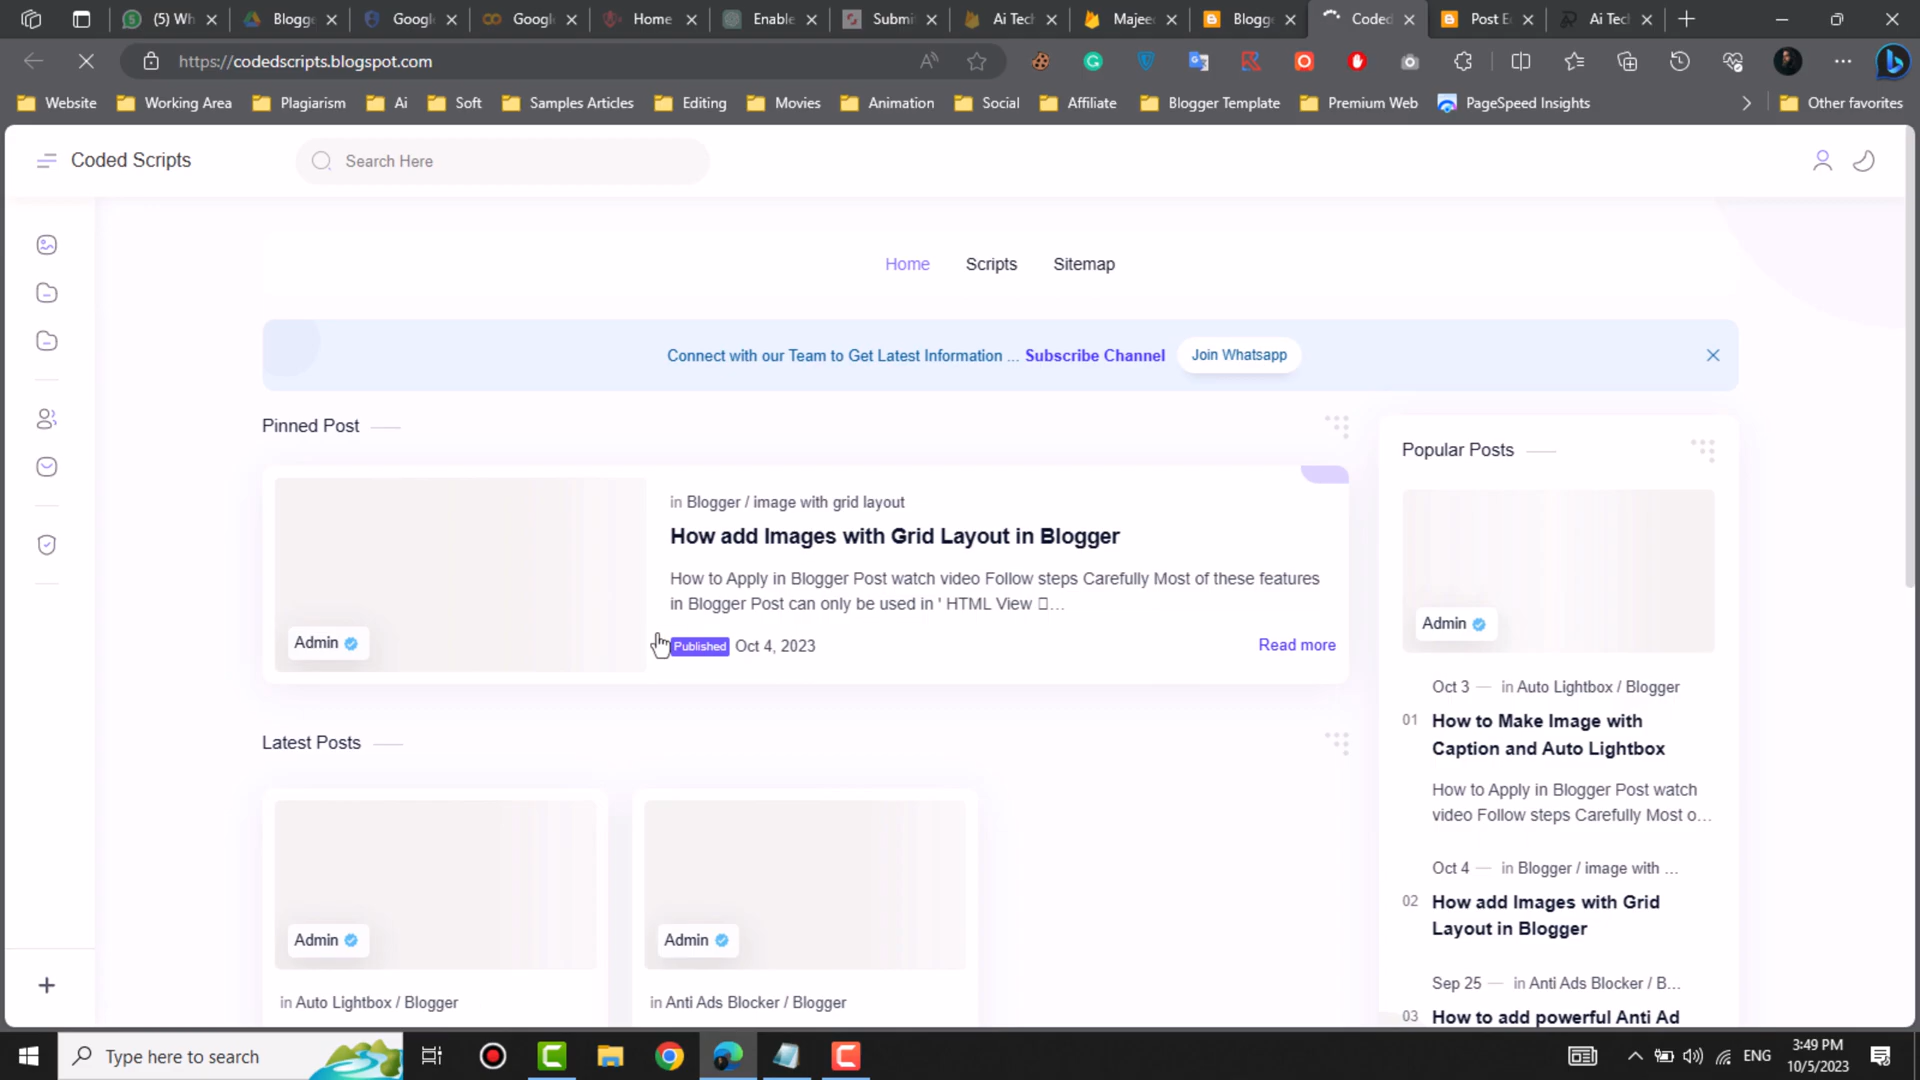 (5) Wh
Blogge
Googl
Googl
Home
Enable
Submi
Ai Tech
Majee
Blogg
Coded
Post E
Ai Tec
https://codedscripts.blogspot.com
Website
Working Area
Plagiarism
Ai
Soft
Samples Articles
Editing
Movies
Animation
Social
Affiliate
Blogger Template
Premium Web
PageSpeed Insights
Other favorites
Coded Scripts
Search Here
Home Scripts Sitemap
Connect with our Team to Get Latest Information ... Subscribe Channel Join Whatsapp
Pinned Post
in Blogger / image with grid layout
How add Images with Grid Layout in Blogger
How to Apply in Blogger Post watch video Follow steps Carefully Most of these features
in Blogger Post can only be used in ' HTML View ...
Admin
Published Oct 4, 2023
Read more
Latest Posts
Admin
Admin
in Auto Lightbox / Blogger
in Anti Ads Blocker / Blogger
Popular Posts
Admin
Oct 3 — in Auto Lightbox / Blogger
01 How to Make Image with
Caption and Auto Lightbox
How to Apply in Blogger Post watch
video Follow steps Carefully Most o...
Oct 4 — in Blogger / image with ...
02 How add Images with Grid
Layout in Blogger
Sep 25 — in Anti Ads Blocker / B...
03 How to add powerful Anti Ad
Type here to search
ENG
3:49 PM
10/5/2023